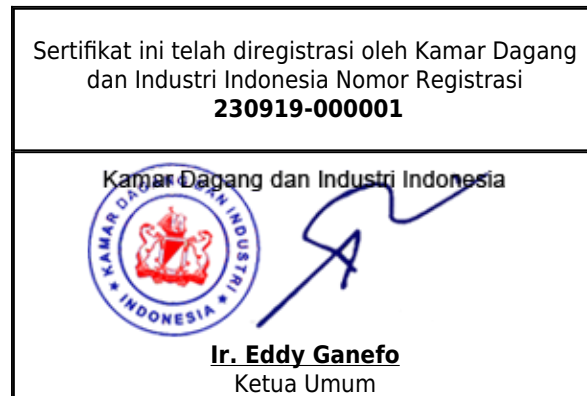 Sertifikat ini telah diregistrasi oleh Kamar Dagang
dan Industri Indonesia Nomor Registrasi
230919-000001
Kamar Dagang dan Industri Indonesia
KAMAR DAGANG DAN INDUSTRI
INDONESIA
Ir. Eddy Ganefo
Ketua Umum